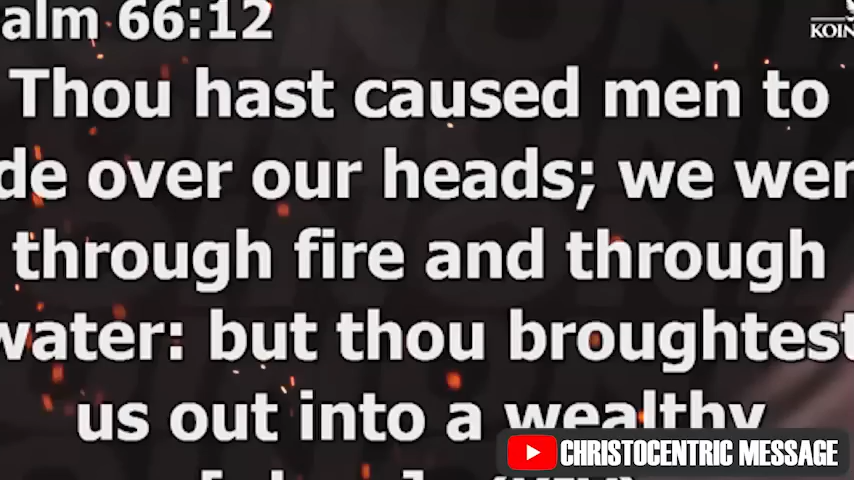 alm 66:12
KOIN
Thou hast caused men to
de over our heads; we wer
through fire and through
water: but thou broughtest
us out into a wealthy
CHRISTOCENTRIC MESSAGE